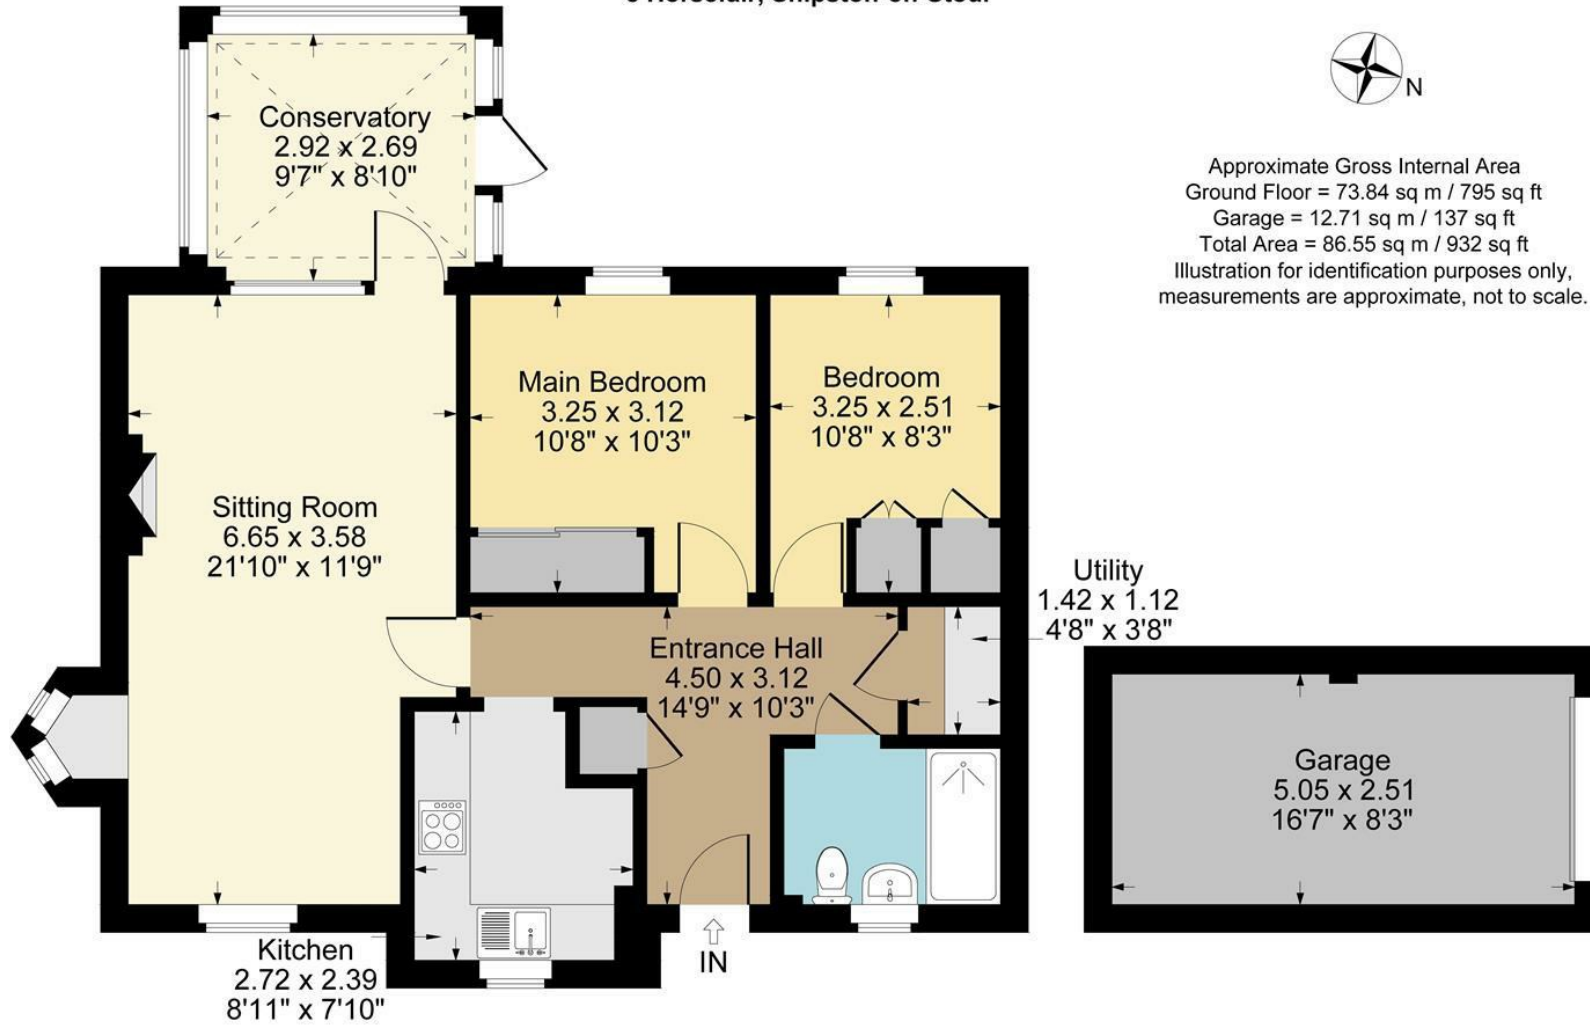 N
Approximate Gross Internal Area
Ground Floor = 73.84 sq m / 795 sq ft
Garage = 12.71 sq m / 137 sq ft
Total Area = 86.55 sq m / 932 sq ft
Illustration for identification purposes only,
measurements are approximate, not to scale.
Conservatory
2.92 x 2.69
9'7" x 8'10"
Main Bedroom
3.25 x 3.12
10'8" x 10'3"
Bedroom
3.25 x 2.51
10'8" x 8'3"
Sitting Room
6.65 x 3.58
21'10" x 11'9"
Utility
1.42 x 1.12
4'8" x 3'8"
Entrance Hall
4.50 x 3.12
14'9" x 10'3"
Garage
5.05 x 2.51
16'7" x 8'3"
Kitchen
2.72 x 2.39
8'11" x 7'10"
IN